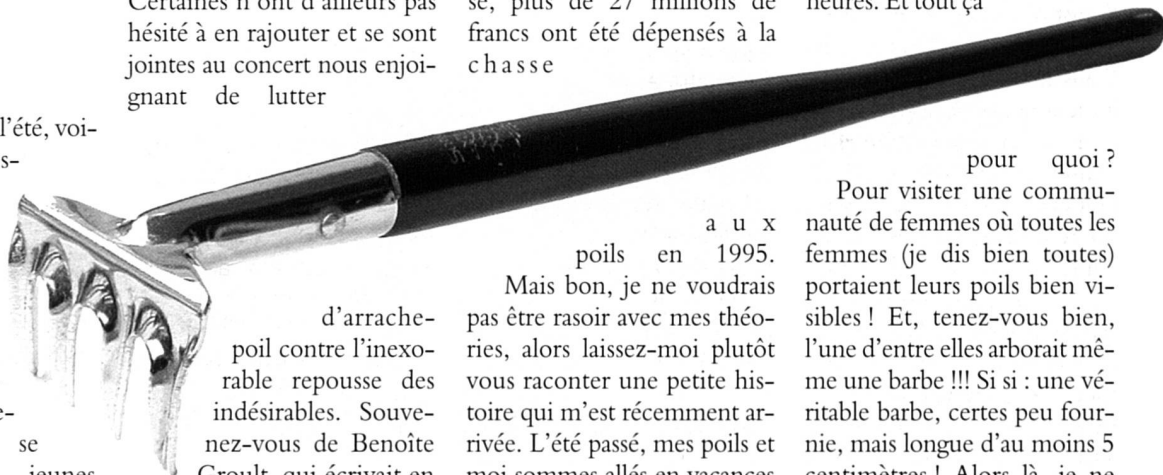 l'été, voi-
s-
e-
se
jeunes
Certaines n'ont d'ailleurs pas
hésité à en rajouter et se sont
jointes au concert nous enjoi-
gnant de lutter
d'arrache-
poil contre l'inexo-
rable repousse des
indésirables. Souve-
nez-vous de Benoîte
Groult, qui écrivait en
se, plus de 27 millions de
francs ont été dépensés à la
chasse
aux
poils en 1995.
Mais bon, je ne voudrais
pas être rasoir avec mes théo-
ries, alors laissez-moi plutôt
vous raconter une petite his-
toire qui m'est récemment ar-
rivée. L'été passé, mes poils et
moi sommes allés en vacances
heures. Et tout ça
pour quoi ?
Pour visiter une commu-
nauté de femmes où toutes les
femmes (je dis bien toutes)
portaient leurs poils bien vi-
sibles ! Et, tenez-vous bien,
l'une d'entre elles arborait mê-
me une barbe !!! Si si : une vé-
ritable barbe, certes peu four-
nie, mais longue d'au moins 5
centimètres ! Alors là, je ne